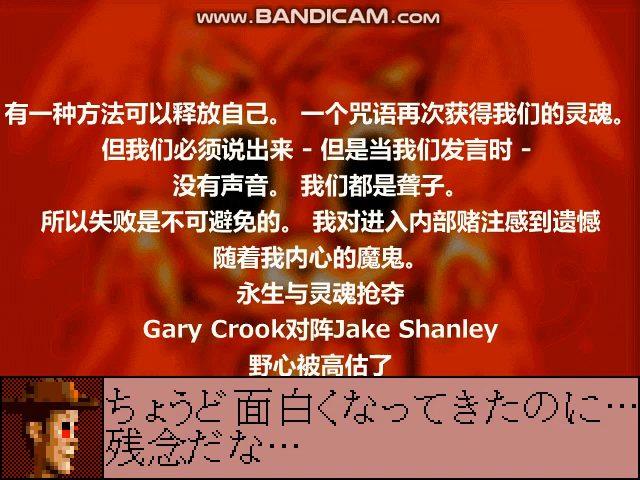 www.BANDICAM.com
有一种方法可以释放自己。 一个咒语再次获得我们的灵魂。
但我们必须说出来 - 但是当我们发言时 -
没有声音。 我们都是聋子。
所以失败是不可避免的。 我对进入内部赌注感到遗憾
随着我内心的魔鬼。
永生与灵魂抢夺
Gary Crook对阵Jake Shanley
野心被高估了
ちょうど面白くなってきたのに…
残念だな…